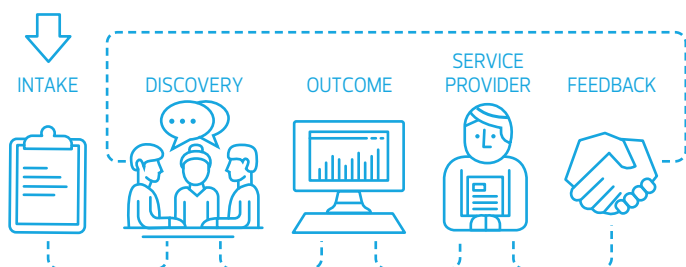 INTAKE
DISCOVERY
OUTCOME
SERVICE
PROVIDER
FEEDBACK